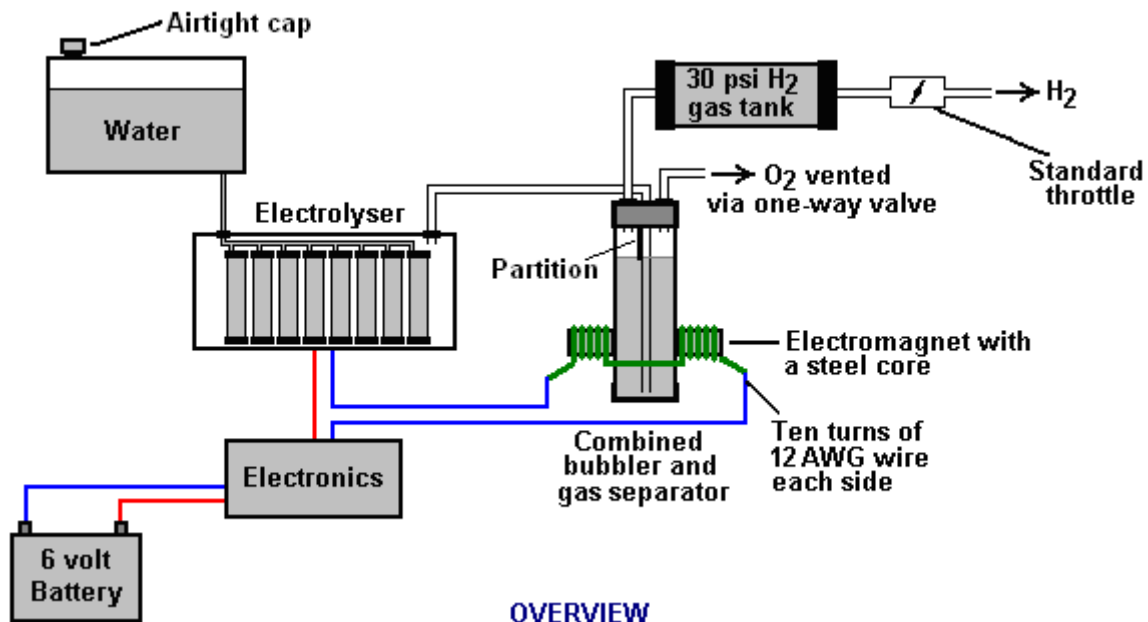 Airtight cap
Water
30 psi H2
gas tank
H2
Standard
throttle
O2 vented
via one-way valve
Electrolyser
Partition
Electromagnet with
a steel core
Combined
bubbler and
gas separator
Ten turns of
12 AWG wire
each side
Electronics
6 volt
Battery
OVERVIEW